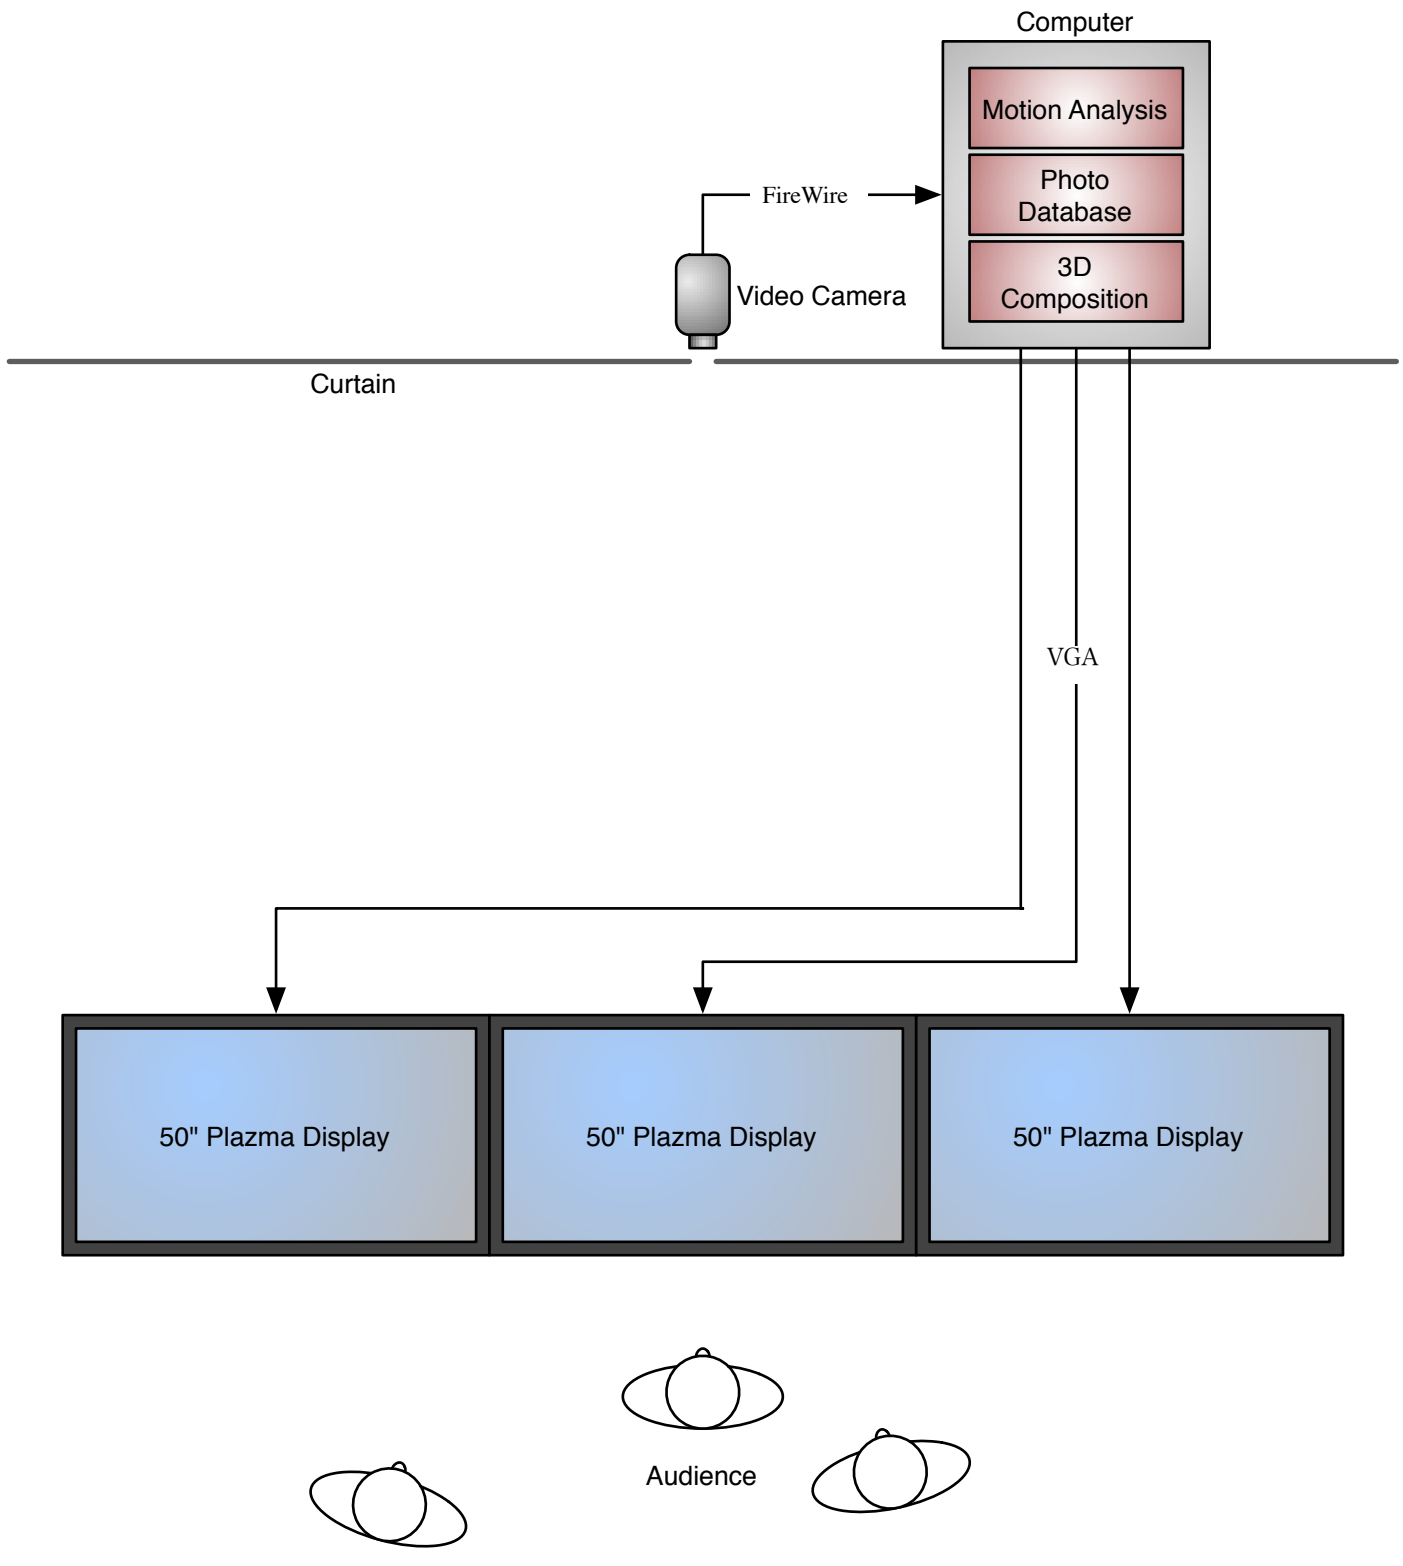 Computer
Motion Analysis
Photo
Database
3D
Composition
FireWire
Video Camera
Curtain
VGA
50" Plazma Display
50" Plazma Display
50" Plazma Display
Audience